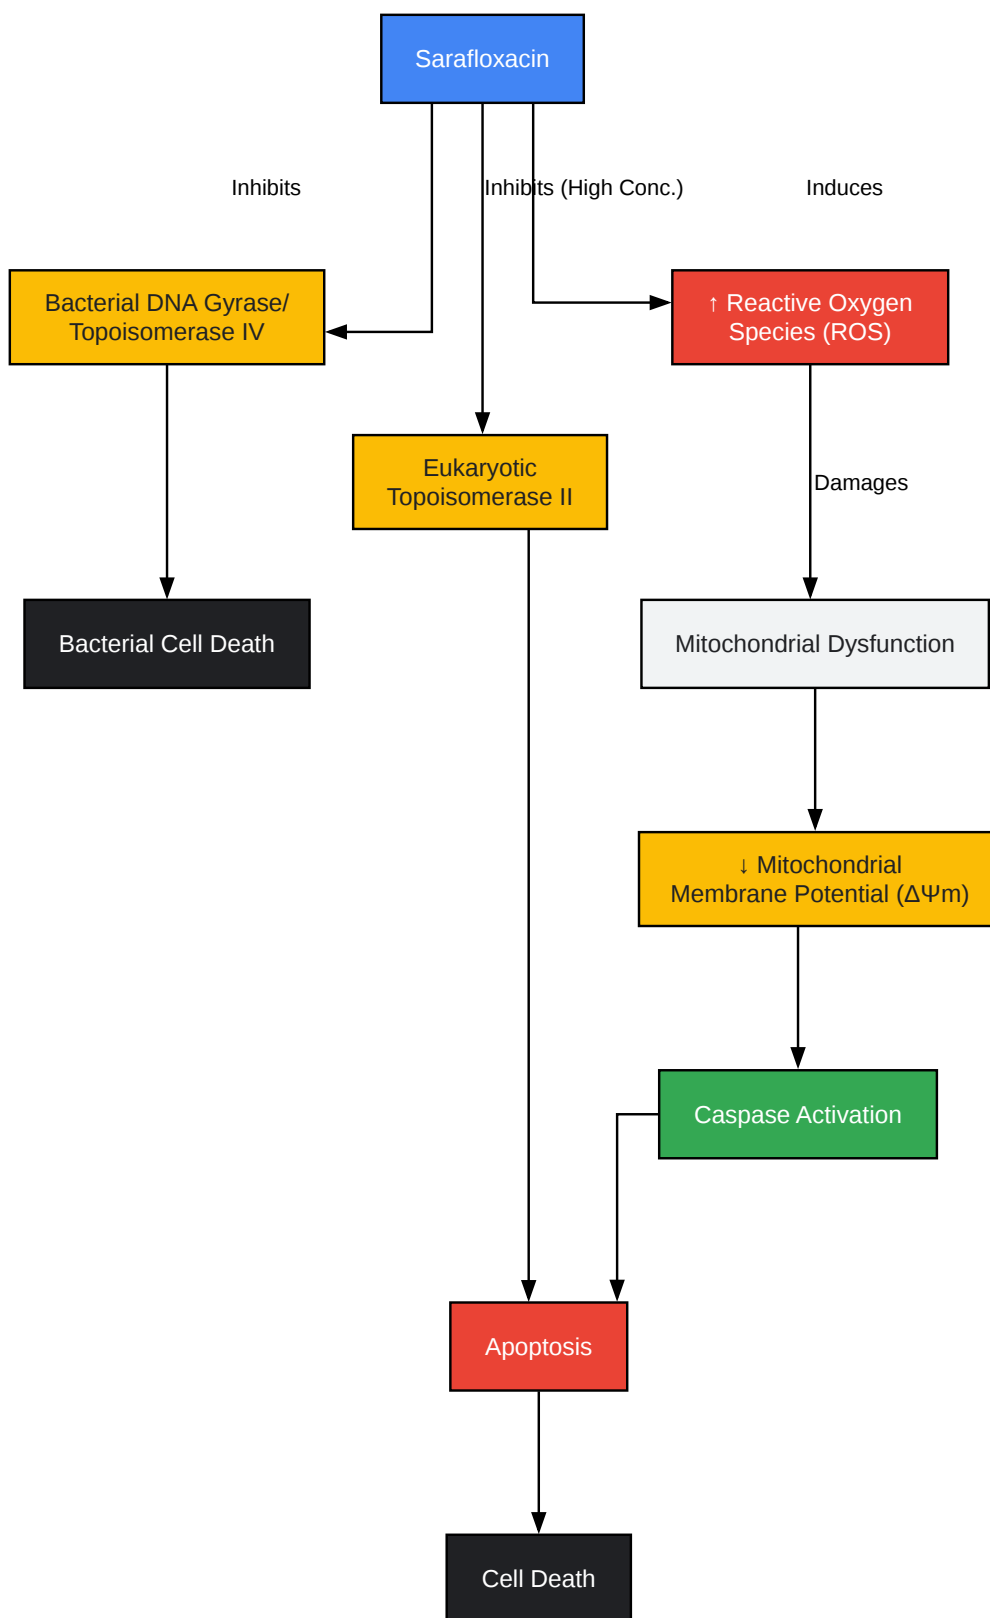 Sarafloxacin
Inhibits
Inhibits (High Conc.)
Induces
Bacterial DNA Gyrase/
Topoisomerase IV
↑ Reactive Oxygen
Species (ROS)
Eukaryotic
Topoisomerase II
Damages
Bacterial Cell Death
Mitochondrial Dysfunction
↓ Mitochondrial
Membrane Potential (ΔΨm)
Caspase Activation
Apoptosis
Cell Death